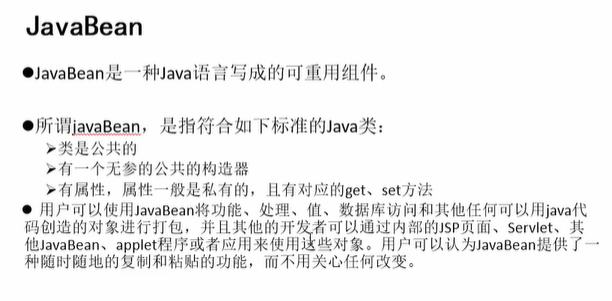 JavaBean
●JavaBean是一种Java语言写成的可重用组件。
●所谓javaBean，是指符合如下标准的Java类：
➢类是公共的
➢有一个无参的公共的构造器
➢有属性，属性一般是私有的，且有对应的get、set方法
● 用户可以使用JavaBean将功能、处理、值、数据库访问和其他任何可以用java代
码创造的对象进行打包，并且其他的开发者可以通过内部的JSP页面、Servlet、其
他JavaBean、applet程序或者应用来使用这些对象。用户可以认为JavaBean提供了一
种随时随地的复制和粘贴的功能，而不用关心任何改变。